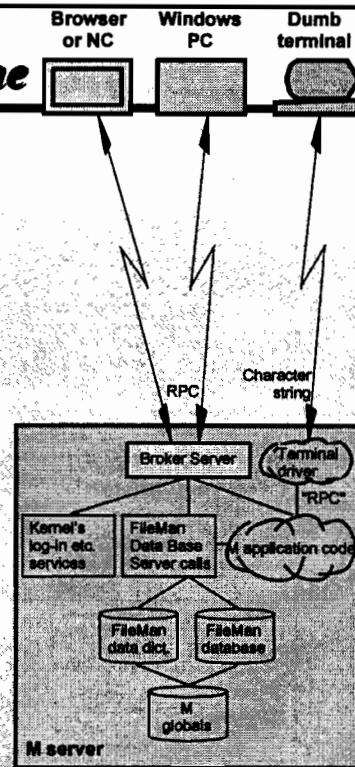 Browser
or NC
Windows
PC
Dumb
terminal
ne
RPC
Character
string
Broker Server
Terminal
driver
"RPC"
Kernel's
log-in etc.
services
FileMan
Data Base
Server calls
M application code
FileMan
data dict.
FileMan
database
M
globals
M server